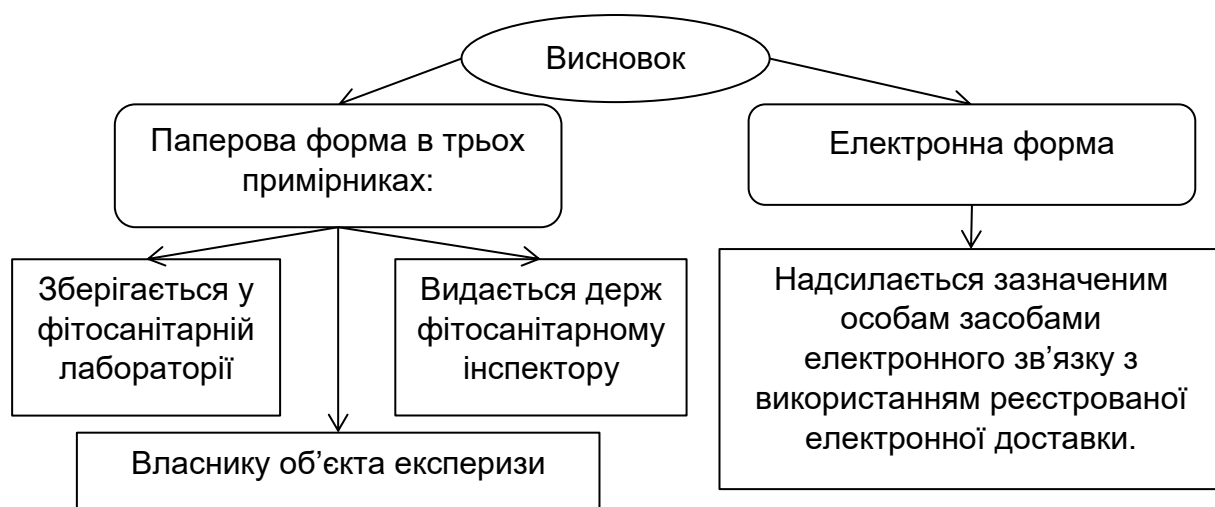 Висновок
Паперова форма в трьох
примірниках:
Електронна форма
Зберігається у
фітосанітарній
лабораторії
Видається держ
фітосанітарному
інспектору
Власнику об’єкта експеризи
Надсилається зазначеним
особам засобами
електронного зв’язку з
використанням реєстрованої
електронної доставки.